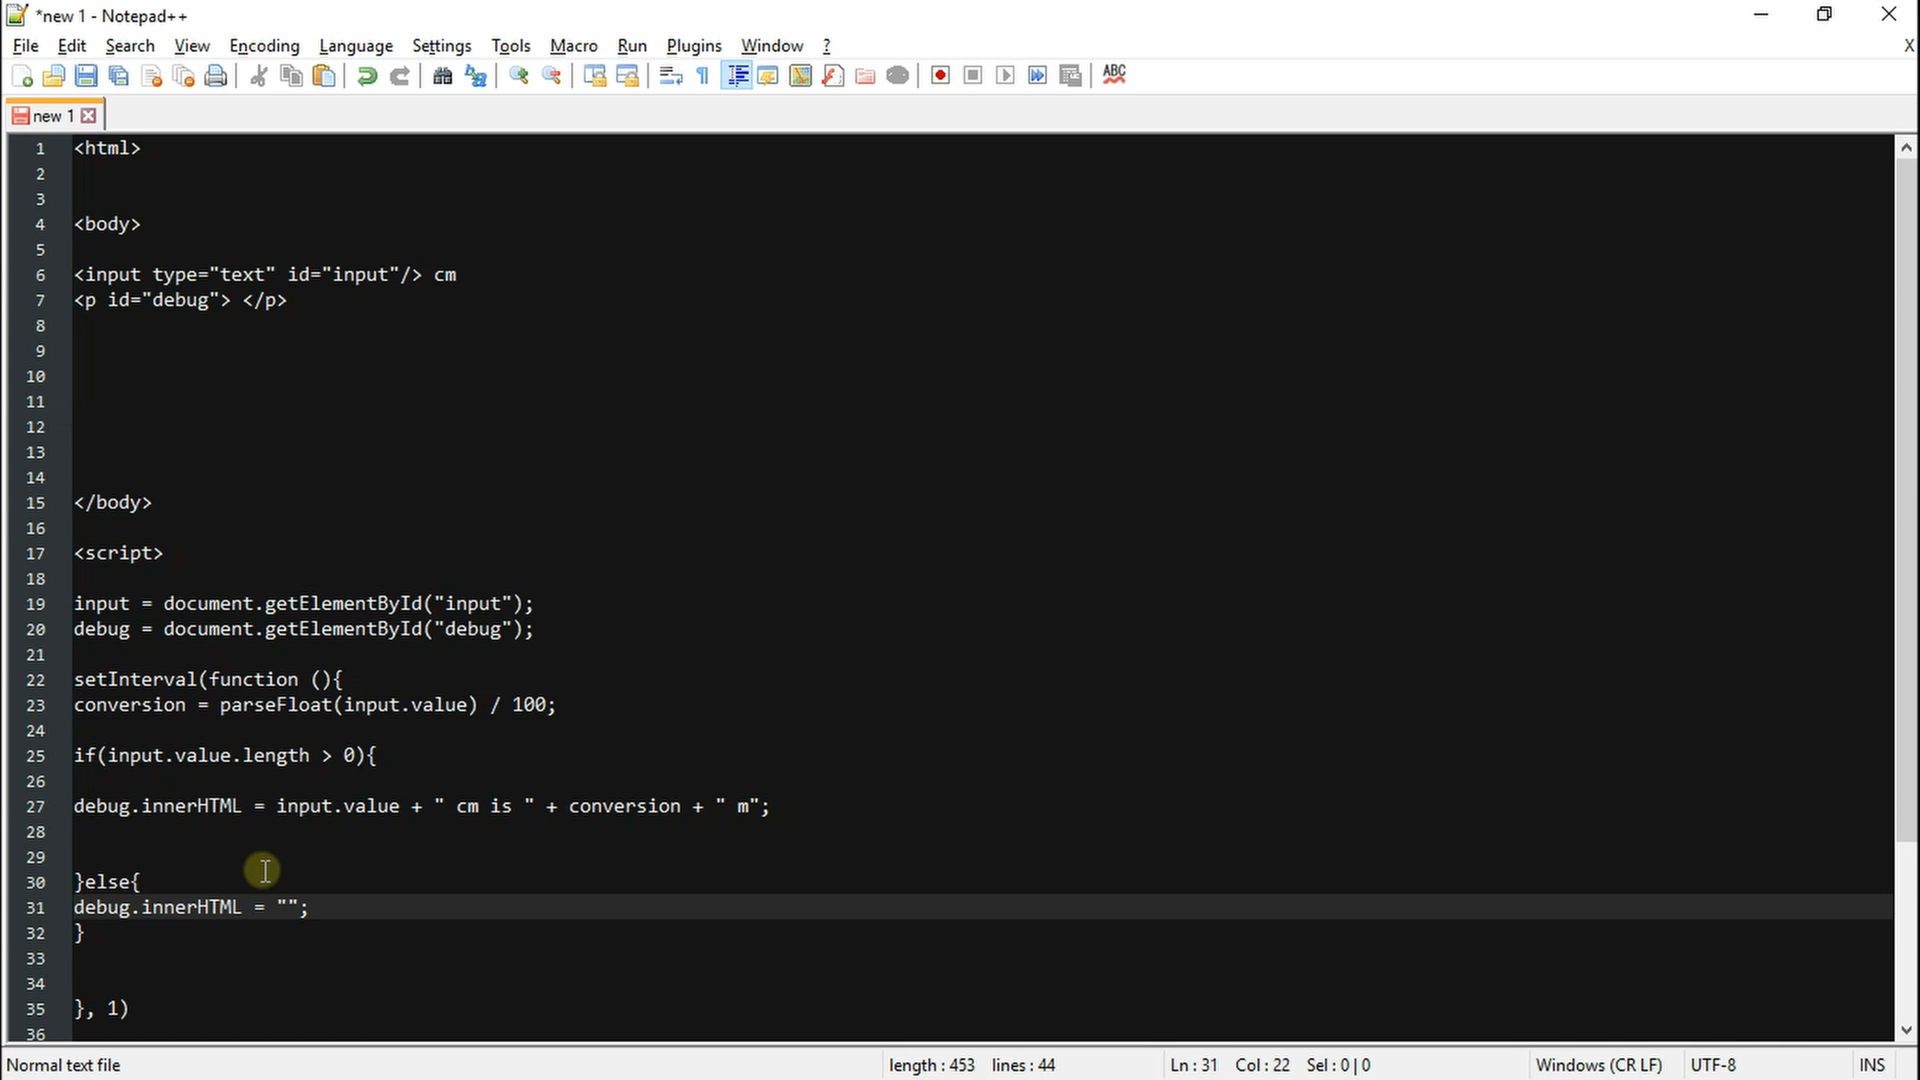 *new 1 - Notepad++
File Edit Search View Encoding Language Settings Tools Macro Run Plugins Window ? X
ABC
new 1
1 <html>
2
3
4 <body>
5
6 <input type="text" id="input"/> cm
7 <p id="debug"> </p>
8
9
10
11
12
13
14
15 </body>
16
17 <script>
18
19 input = document.getElementById("input");
20 debug = document.getElementById("debug");
21
22 setInterval(function (){
23 conversion = parseFloat(input.value) / 100;
24
25 if(input.value.length > 0){
26
27 debug.innerHTML = input.value + " cm is " + conversion + " m";
28
29
30 }else{
31 debug.innerHTML = "";
32 }
33
34
35 }, 1)
36
Normal text file length : 453 lines : 44 Ln : 31 Col : 22 Sel : 0 | 0 Windows (CR LF) UTF-8 INS